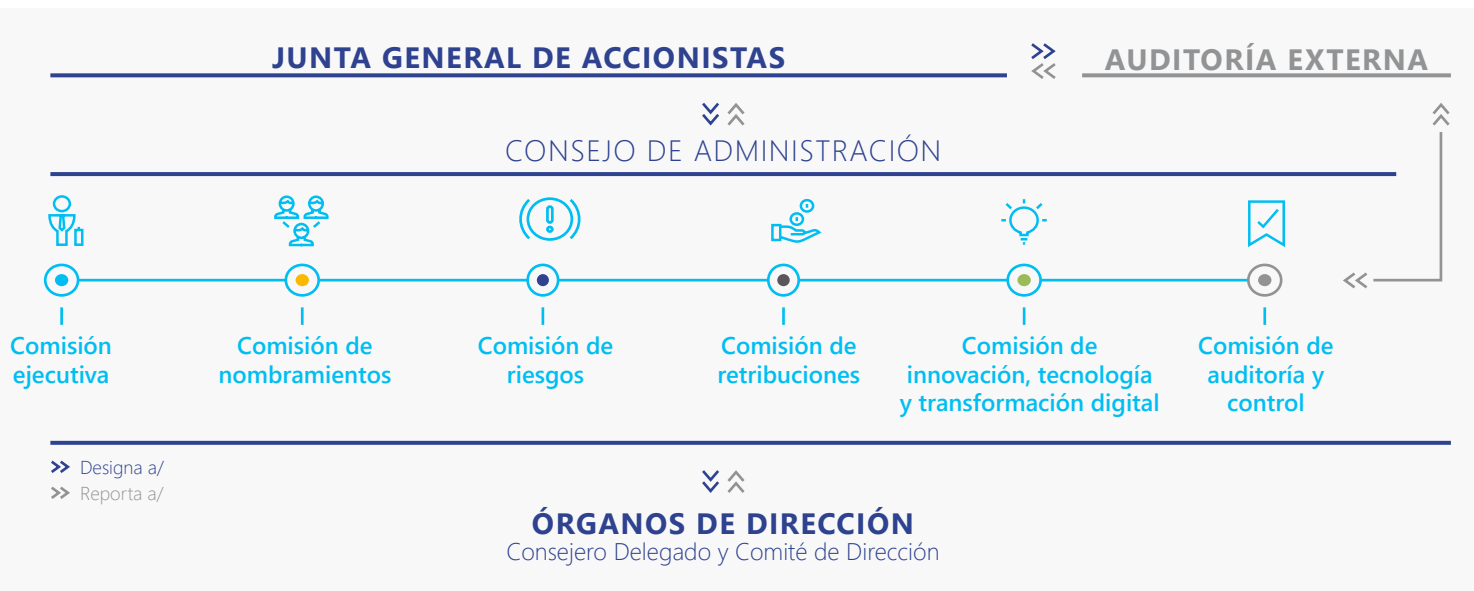 JUNTA GENERAL DE ACCIONISTAS
AUDITORÍA EXTERNA
CONSEJO DE ADMINISTRACIÓN
Comisión
ejecutiva
Comisión de
nombramientos
Comisión de
riesgos
Comisión de
retribuciones
Comisión de
innovación, tecnología
y transformación digital
Comisión de
auditoría y
control
Designa a/
Reporta a/
ÓRGANOS DE DIRECCIÓN
Consejero Delegado y Comité de Dirección